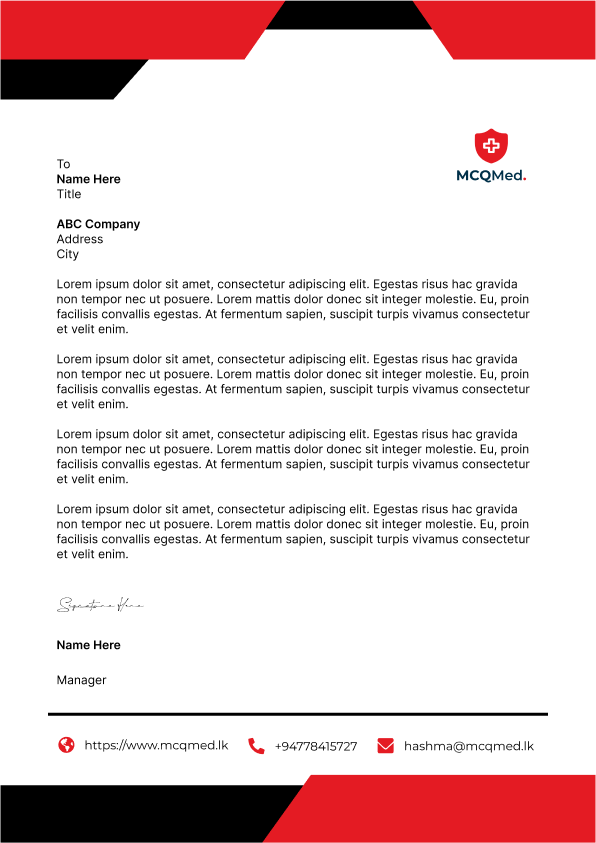 MCQMed.
To
Name Here
Title
ABC Company
Address
City
Lorem ipsum dolor sit amet, consectetur adipiscing elit. Egestas risus hac gravida
non tempor nec ut posuere. Lorem mattis dolor donec sit integer molestie. Eu, proin
facilisis convallis egestas. At fermentum sapien, suscipit turpis vivamus consectetur
et velit enim.
Lorem ipsum dolor sit amet, consectetur adipiscing elit. Egestas risus hac gravida
non tempor nec ut posuere. Lorem mattis dolor donec sit integer molestie. Eu, proin
facilisis convallis egestas. At fermentum sapien, suscipit turpis vivamus consectetur
et velit enim.
Lorem ipsum dolor sit amet, consectetur adipiscing elit. Egestas risus hac gravida
non tempor nec ut posuere. Lorem mattis dolor donec sit integer molestie. Eu, proin
facilisis convallis egestas. At fermentum sapien, suscipit turpis vivamus consectetur
et velit enim.
Lorem ipsum dolor sit amet, consectetur adipiscing elit. Egestas risus hac gravida
non tempor nec ut posuere. Lorem mattis dolor donec sit integer molestie. Eu, proin
facilisis convallis egestas. At fermentum sapien, suscipit turpis vivamus consectetur
et velit enim.
Signature Here
Name Here
Manager
https://www.mcqmed.lk +94778415727 hashma@mcqmed.lk